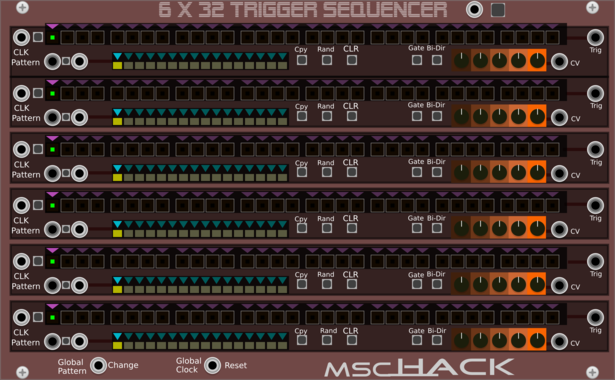 6 X 32 TRIGGER SEQUENCER
CLK
Pattern
Cpy Rand CLR
Gate Bi-Dir
Trig
CV
CLK
Pattern
Cpy Rand CLR
Gate Bi-Dir
Trig
CV
CLK
Pattern
Cpy Rand CLR
Gate Bi-Dir
Trig
CV
CLK
Pattern
Cpy Rand CLR
Gate Bi-Dir
Trig
CV
CLK
Pattern
Cpy Rand CLR
Gate Bi-Dir
Trig
CV
CLK
Pattern
Cpy Rand CLR
Gate Bi-Dir
Trig
CV
Global
Pattern
Change
Global
Clock
Reset
MSCHACK